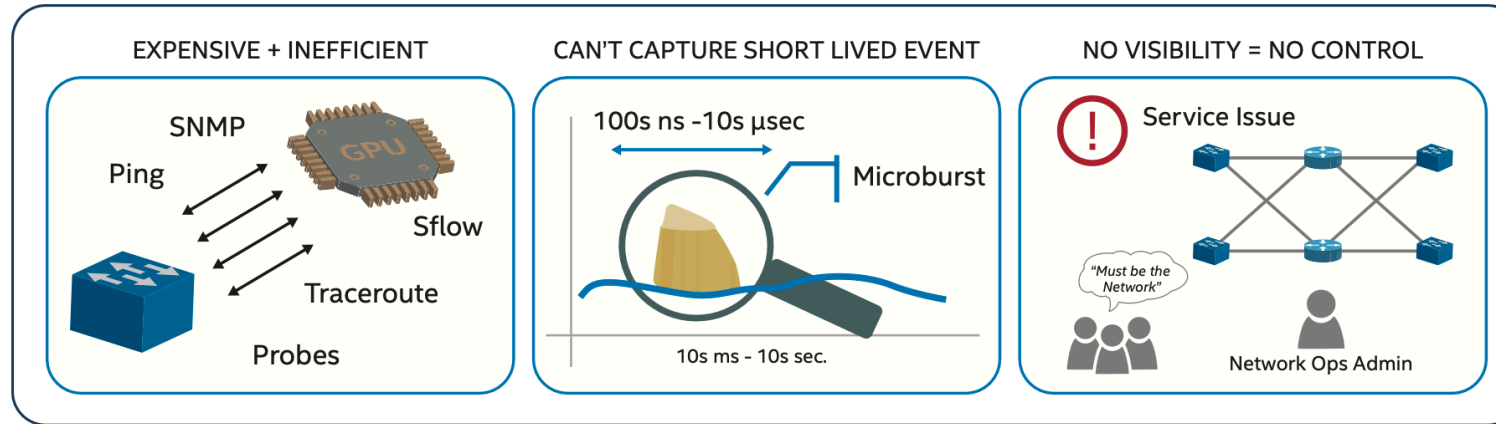 EXPENSIVE + INEFFICIENT
SNMP
GPU
Ping
Sflow
Traceroute
Probes
CAN'T CAPTURE SHORT LIVED EVENT
100s ns -10s µsec
Microburst
10s ms - 10s sec.
NO VISIBILITY = NO CONTROL
Service Issue
"Must be the
Network"
Network Ops Admin